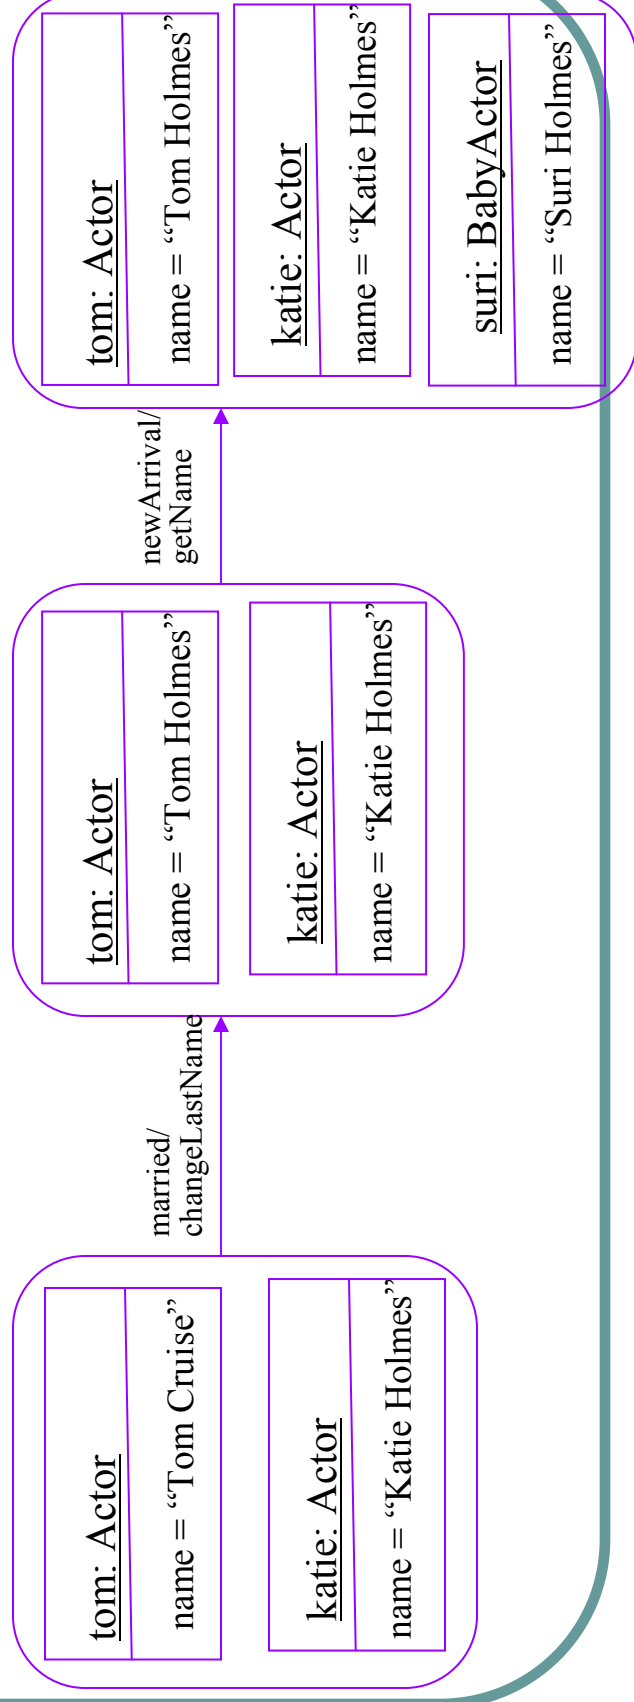 tom: Actor
name = “Tom Cruise”
katie: Actor
name = “Katie Holmes”
married/
changeLastName
tom: Actor
name = “Tom Holmes”
katie: Actor
name = “Katie Holmes”
newArrival/
getName
tom: Actor
name = “Tom Holmes”
katie: Actor
name = “Katie Holmes”
suri: BabyActor
name = “Suri Holmes”